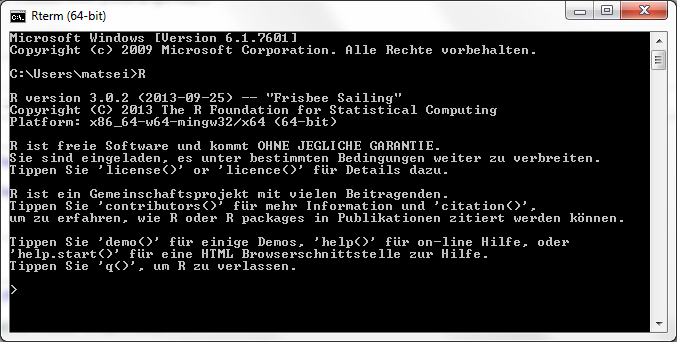 Rterm (64-bit)
Microsoft Windows [Version 6.1.7601]
Copyright (c) 2009 Microsoft Corporation. Alle Rechte vorbehalten.
C:\Users\matsei>R
R version 3.0.2 (2013-09-25) -- "Frisbee Sailing"
Copyright (C) 2013 The R Foundation for Statistical Computing
Platform: x86_64-w64-mingw32/x64 (64-bit)
R ist freie Software und kommt OHNE JEGLICHE GARANTIE.
Sie sind eingeladen, es unter bestimmten Bedingungen weiter zu verbreiten.
Tippen Sie 'license()' or 'licence()' für Details dazu.
R ist ein Gemeinschaftsprojekt mit vielen Beitragenden.
Tippen Sie 'contributors()' für mehr Information und 'citation()',
um zu erfahren, wie R oder R packages in Publikationen zitiert werden können.
Tippen Sie 'demo()' für einige Demos, 'help()' für on-line Hilfe, oder
'help.start()' für eine HTML Browserschnittstelle zur Hilfe.
Tippen Sie 'q()', um R zu verlassen.
>